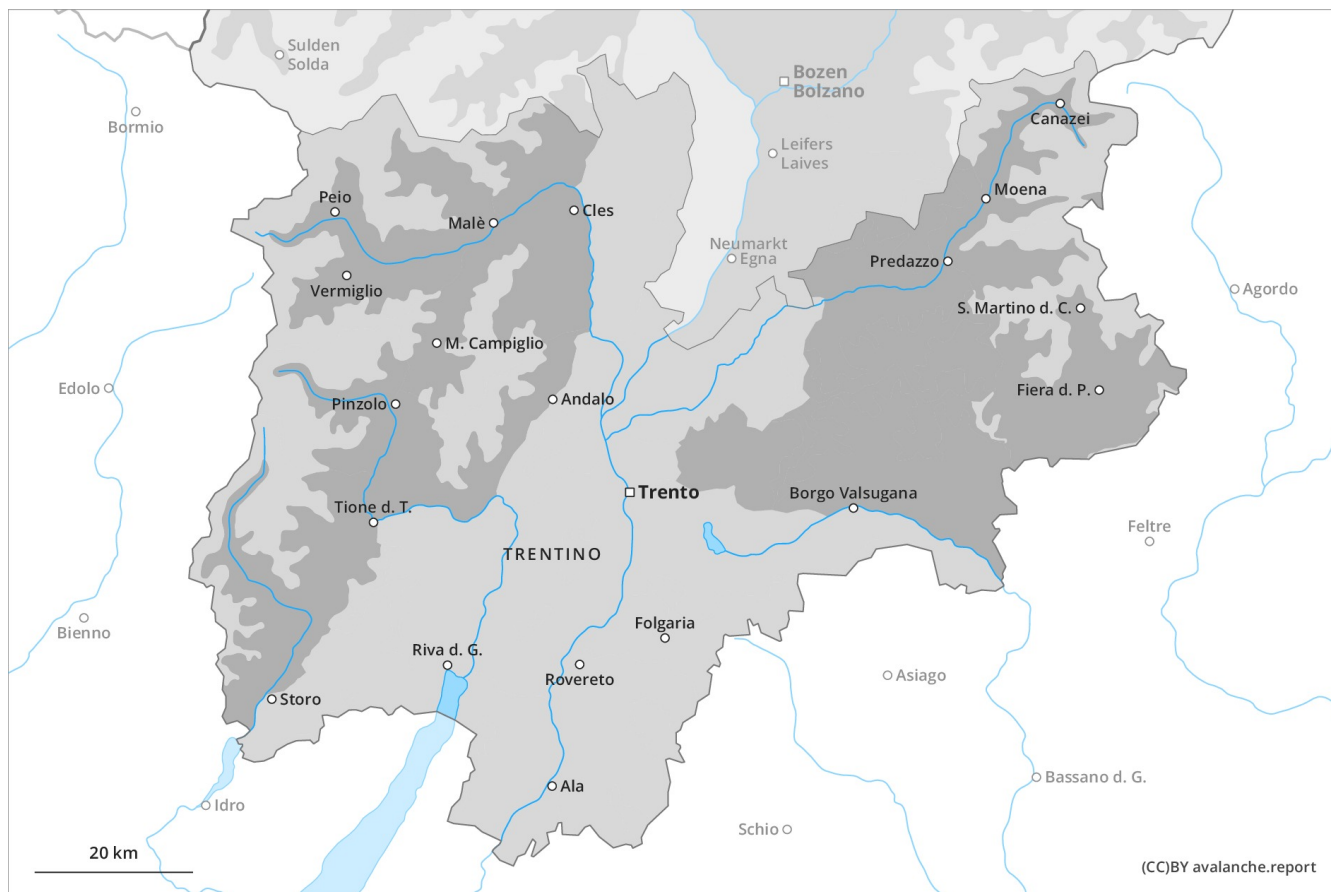 Sulden
Solda
Bozen
Bolzano
Bormio
Canazei
Leifers
Laives
Peio
Moena
Malè
Cles
Neumarkt
Egna
Predazzo
Vermiglio
Agordo
S. Martino d. C.
M. Campiglio
Edolo
Pinzolo
Andalo
Fiera d. P.
Trento
Borgo Valsugana
Tione d. T.
Feltre
TRENTINO
Bienno
Folgaria
Riva d. G.
Rovereto
Asiago
Storo
Bassano d. G.
Ala
Idro
Schio
20 km
(CC)BY avalanche.report